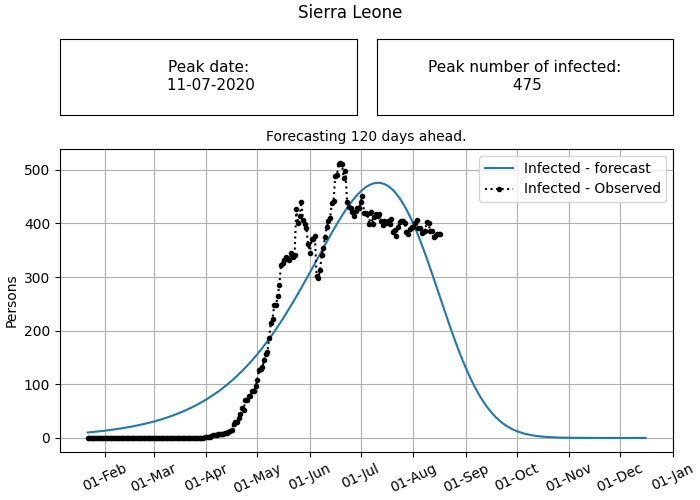 Sierra Leone
Peak date:
11-07-2020
Peak number of infected:
475
Forecasting 120 days ahead.
Infected - forecast
Infected - Observed
Persons
500
400
300
200
100
0
01-Feb
01-Mar
01-Apr
01-May
01-Jun
01-Jul
01-Aug
01-Sep
01-Oct
01-Nov
01-Dec
01-Jan